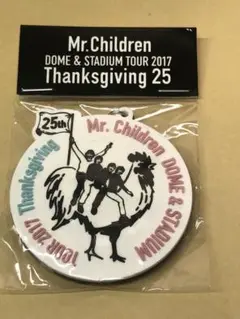 Mr.Children
DOME & STADIUM TOUR 2017
Thanksgiving 25
25th
Thanksgiving
Mr. Children DOME & STADIUM
TOUR 2017